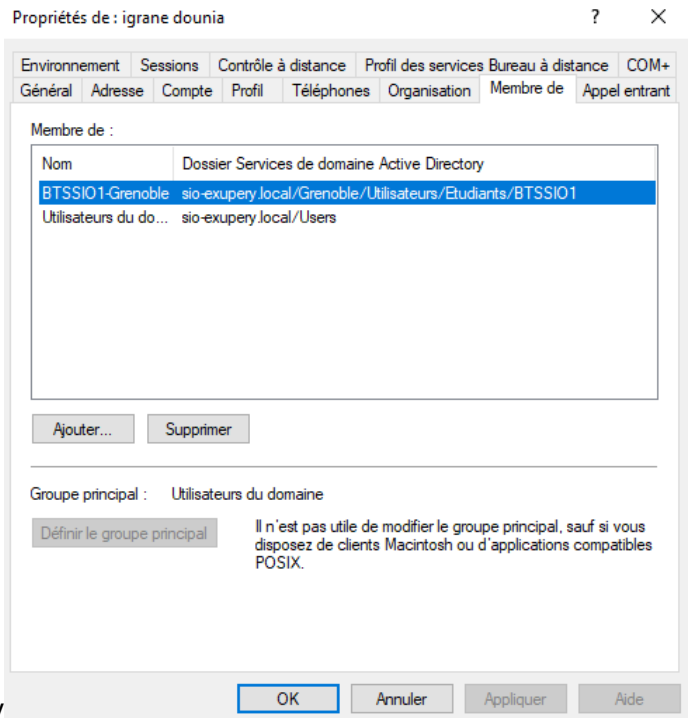 Propriétés de : igrane dounia ? ×
Environnement Sessions Contrôle à distance Profil des services Bureau à distance COM+
Général Adresse Compte Profil Téléphones Organisation Membre de Appel entrant
Membre de :
Nom Dossier Services de domaine Active Directory
BTSSIO1-Grenoble sio-exupery.local/Grenoble/Utilisateurs/Etudiants/BTSSIO1
Utilisateurs du do... sio-exupery.local/Users
Ajouter... Supprimer
Groupe principal : Utilisateurs du domaine
Définir le groupe principal
Il n'est pas utile de modifier le groupe principal, sauf si vous
disposez de clients Macintosh ou d'applications compatibles
POSIX.
OK Annuler Appliquer Aide